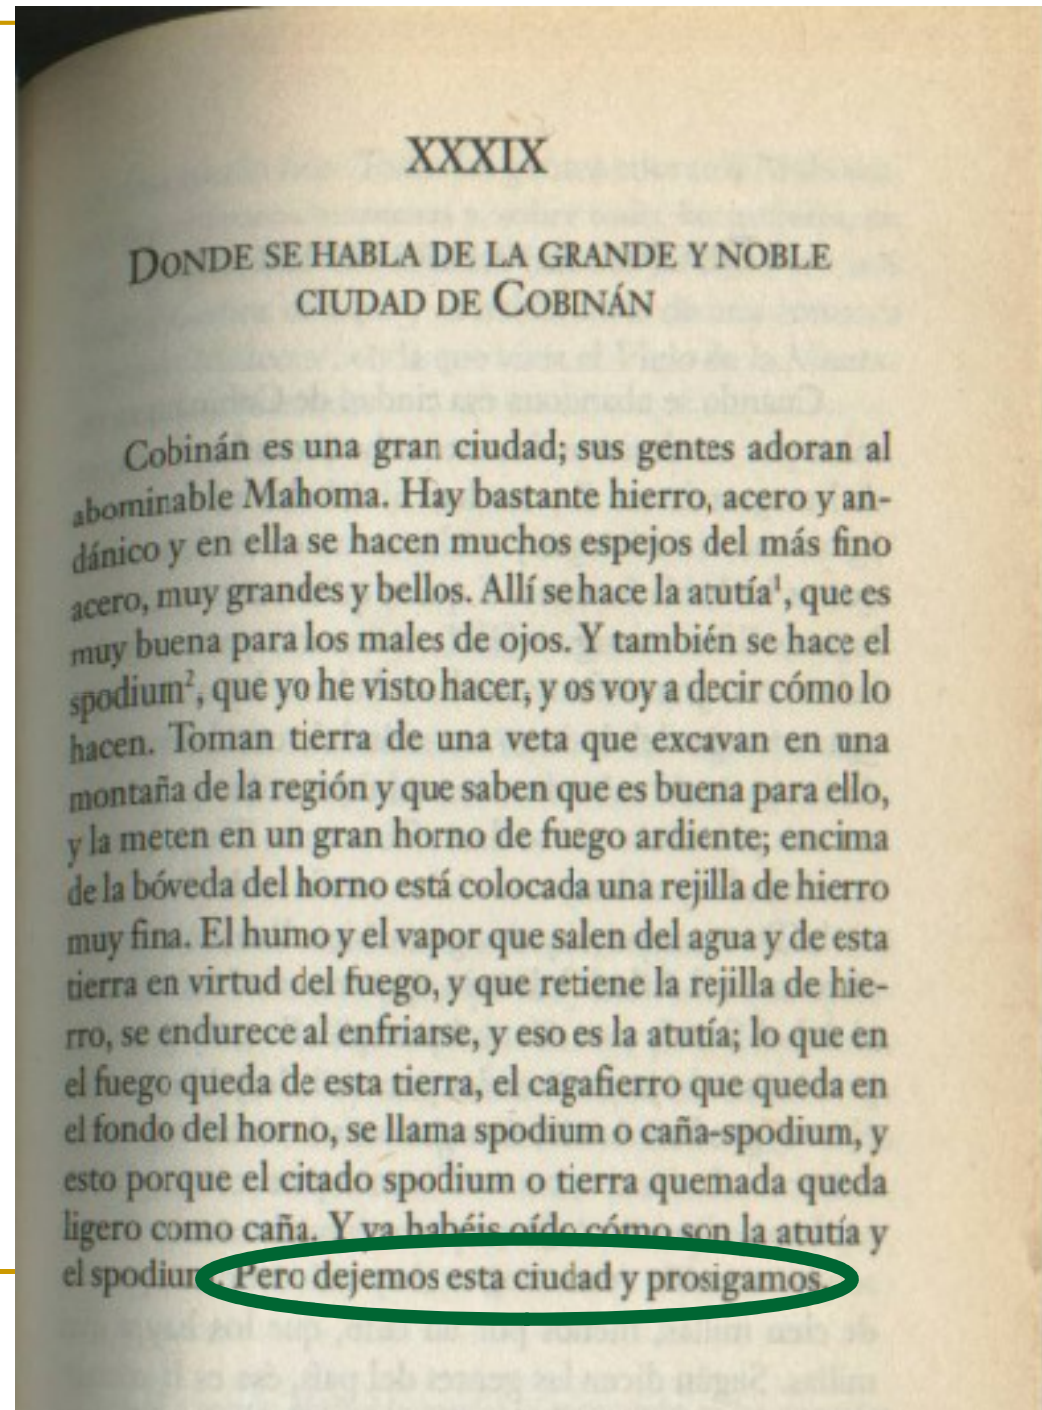 XXXIX
DONDE SE HABLA DE LA GRANDE Y NOBLE
CIUDAD DE COBINÁN
Cobinán es una gran ciudad; sus gentes adoran al
abominable Mahoma. Hay bastante hierro, acero y an-
dánico y en ella se hacen muchos espejos del más fino
acero, muy grandes y bellos. Allí se hace la atutía¹, que es
muy buena para los males de ojos. Y también se hace el
spodium², que yo he visto hacer, y os voy a decir cómo lo
hacen. Toman tierra de una veta que excavan en una
montaña de la región y que saben que es buena para ello,
y la meten en un gran horno de fuego ardiente; encima
de la bóveda del horno está colocada una rejilla de hierro
muy fina. El humo y el vapor que salen del agua y de esta
tierra en virtud del fuego, y que retiene la rejilla de hie-
rro, se endurece al enfriarse, y eso es la atutía; lo que en
el fuego queda de esta tierra, el cagafierro que queda en
el fondo del horno, se llama spodium o caña-spodium, y
esto porque el citado spodium o tierra quemada queda
ligero como caña. Y ya habéis oído cómo son la atutía y
el spodium. Pero dejemos esta ciudad y prosigamos.